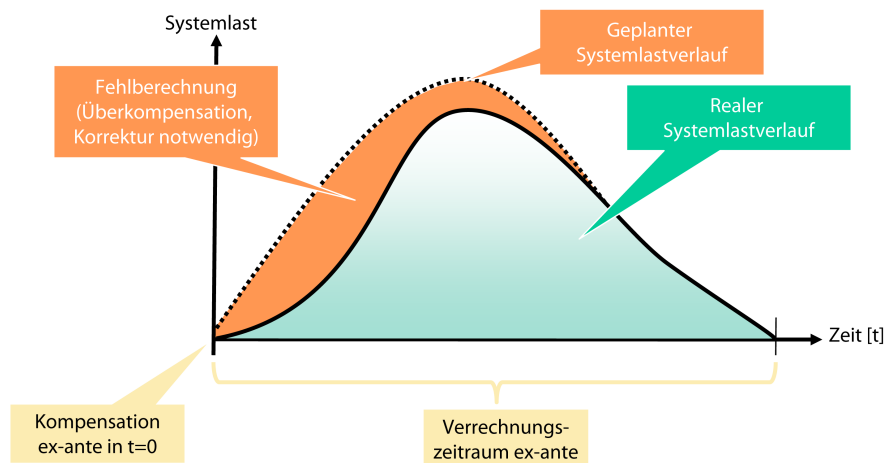 Systemlast
Geplanter
Systemlastverlauf
Fehlberechnung
(Überkompensation,
Korrektur notwendig)
Realer
Systemlastverlauf
Zeit [t]
Kompensation
ex-ante in t=0
Verrechnungs-
zeitraum ex-ante